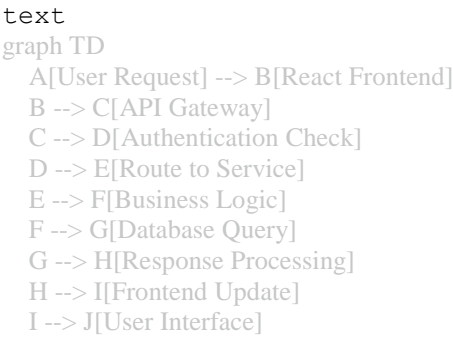 text
graph TD
A[User Request] --> B[React Frontend]
B --> C[API Gateway]
C --> D[Authentication Check]
D --> E[Route to Service]
E --> F[Business Logic]
F --> G[Database Query]
G --> H[Response Processing]
H --> I[Frontend Update]
I --> J[User Interface]